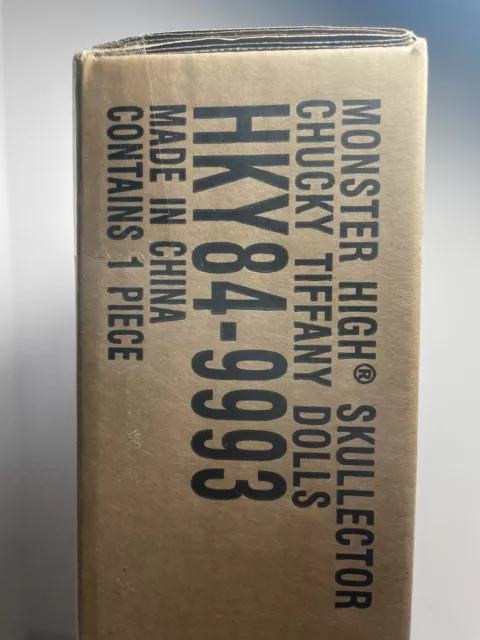 MONSTER HIGH® SKULLECTOR
CHUCKY TIFFANY DOLLS
HKY84-9993
MADE IN CHINA
CONTAINS 1 PIECE